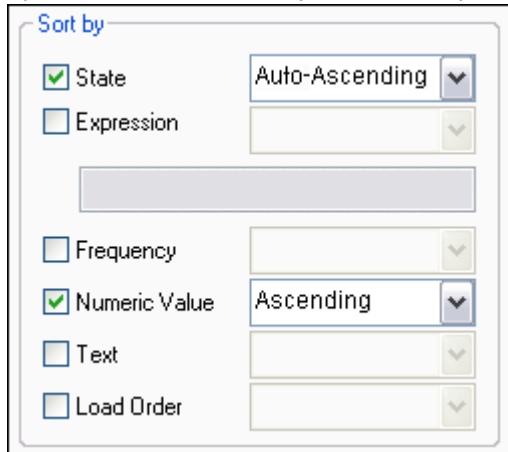 Sort by
State Auto-Ascending
Expression
Frequency
Numeric Value Ascending
Text
Load Order